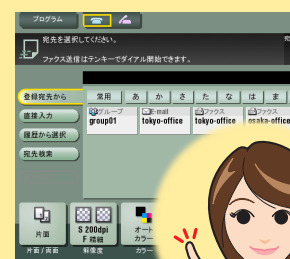 プログラム
宛先を選択してください。
ファクス送信はテンキーでダイアル開始できます。
登録宛先から
常用 あ か さ た な は ま
直接入力
グループ E-mail ファクス ファクス
group01 tokyo-office tokyo-office osaka-office
履歴から選択
宛先検索
片面 S 200dpi オート
F 精細 カラー
片面/両面 解像度 カラー